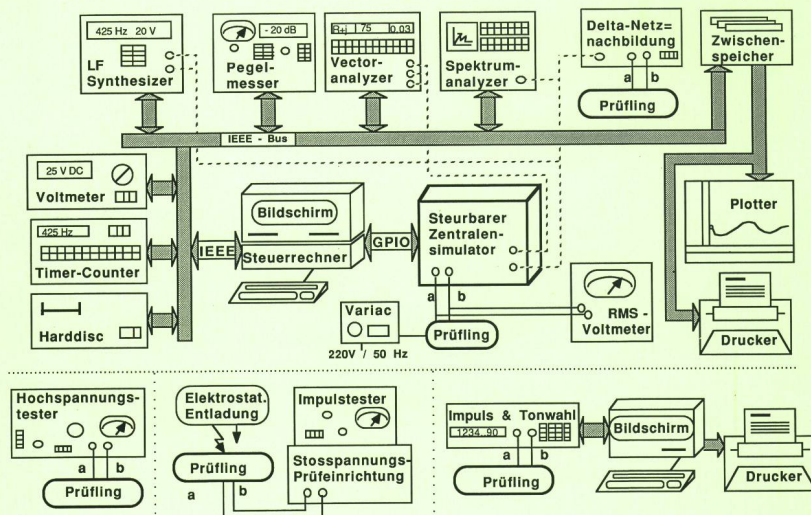 425 Hz 20 V
LF
Synthesizer
- 20 dB
Pegel-
messer
R+j 75 0.03
Vector-
analyzer
Spektrum-
analyzer
Delta-Netz=
nachbildung
a b
Prüfling
Zwischen-
speicher
IEEE - Bus
25 V DC
Voltmeter
425 Hz
Timer-Counter
Harddisc
IEEE
Bildschirm
Steuerrechner
GPIO
Steurbarer
Zentralen-
simulator
a b
Variac
220V / 50 Hz
Prüfling
RMS -
Voltmeter
Plotter
Drucker
Hochspannungs-
tester
a b
Prüfling
Elektrostat.
Entladung
Prüfling
a b
Impulstester
Stosspannungs-
Prüfeinrichtung
Impuls & Tonwahl
1234..90
a b
Prüfling
Bildschirm
Drucker